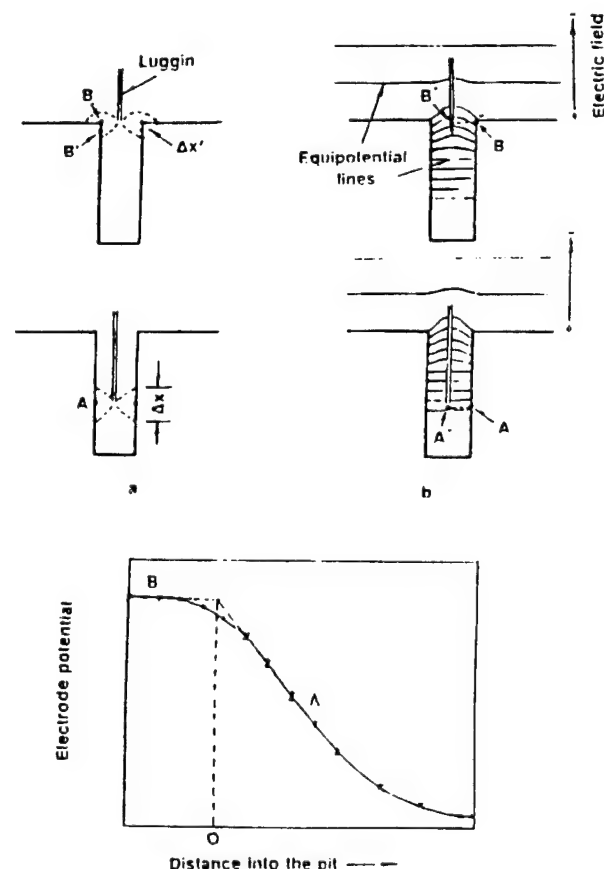 Luggin
B
B'
Δx'
B"
B
Equipotential
lines
Electric field
A
Δx
A"
A
a
b
B
A
O
Electrode potential
Distance into the pit